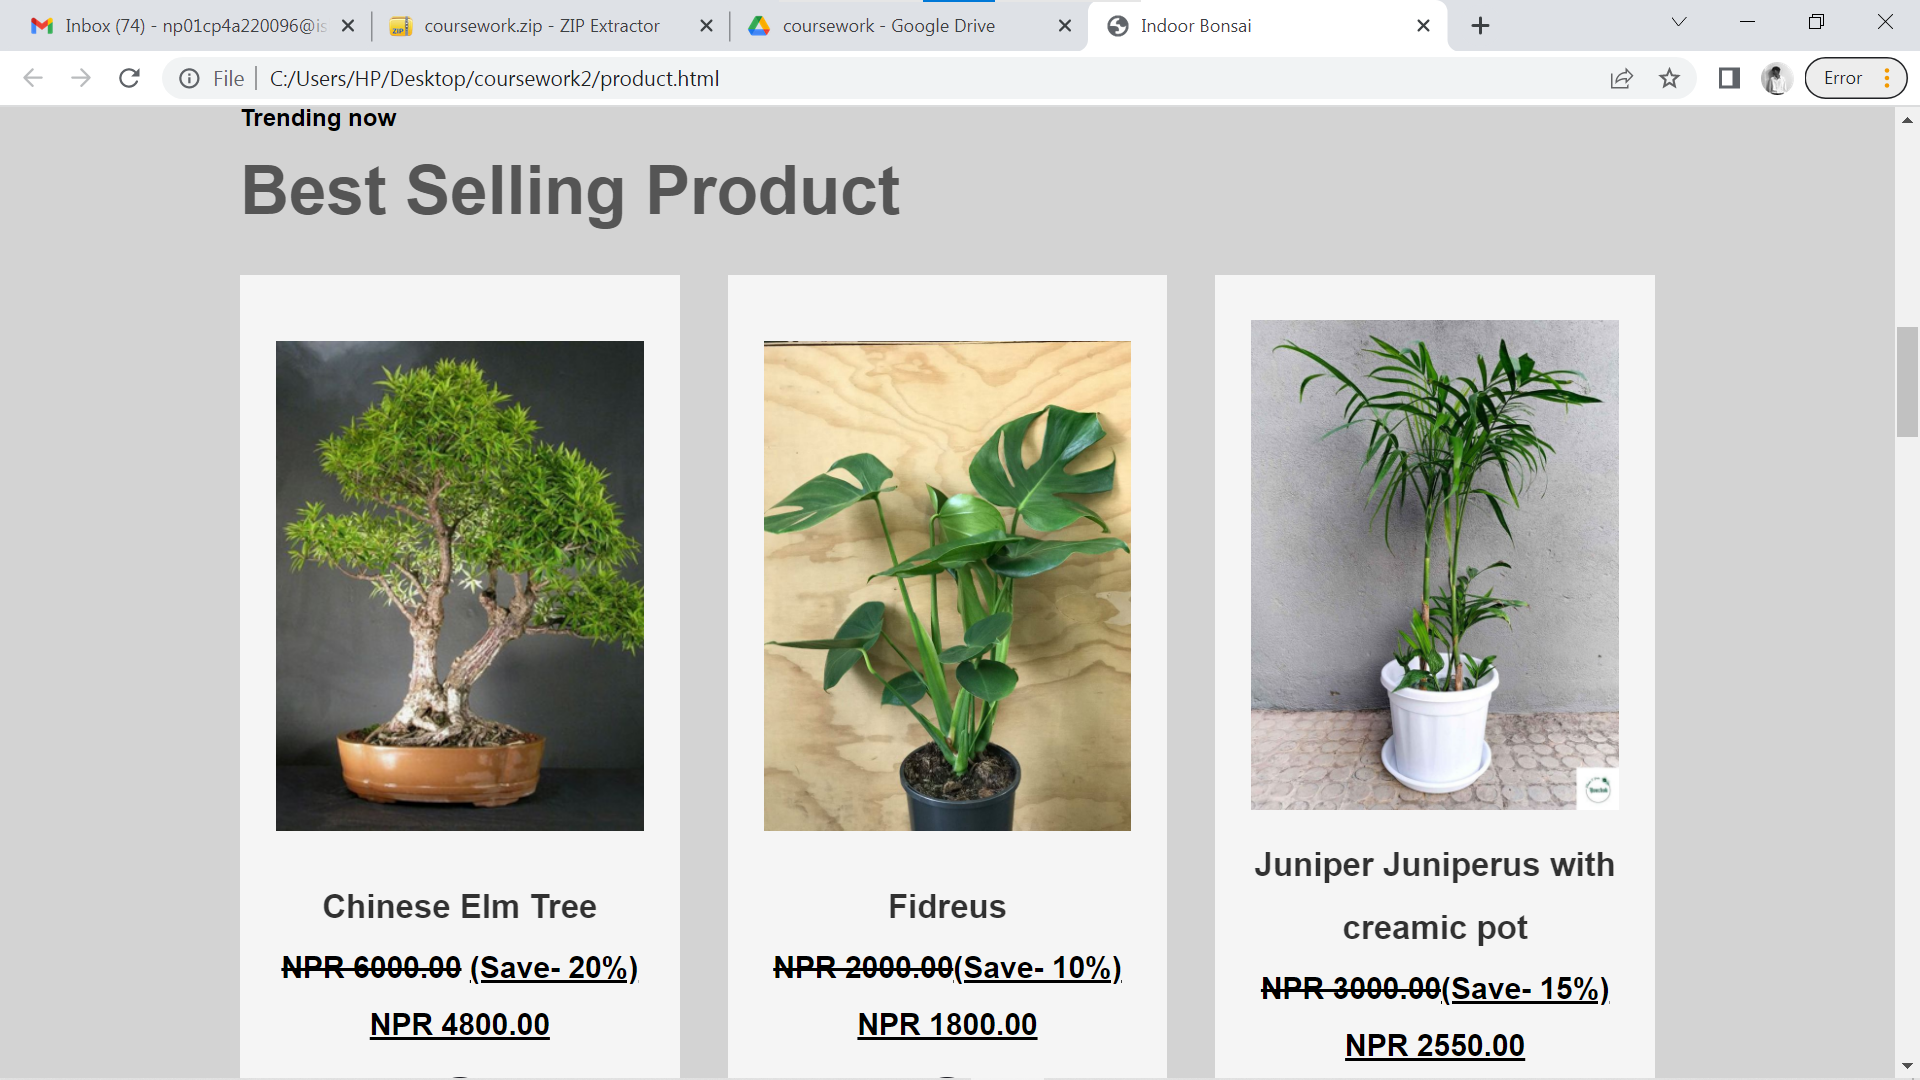 Inbox (74) - np01cp4a220096@is
coursework.zip - ZIP Extractor
coursework - Google Drive
Indoor Bonsai
File
C:/Users/HP/Desktop/coursework2/product.html
Error
Trending now
Best Selling Product
Chinese Elm Tree
NPR 6000.00 (Save- 20%)
NPR 4800.00
Fidreus
NPR 2000.00(Save- 10%)
NPR 1800.00
Juniper Juniperus with
creamic pot
NPR 3000.00(Save- 15%)
NPR 2550.00